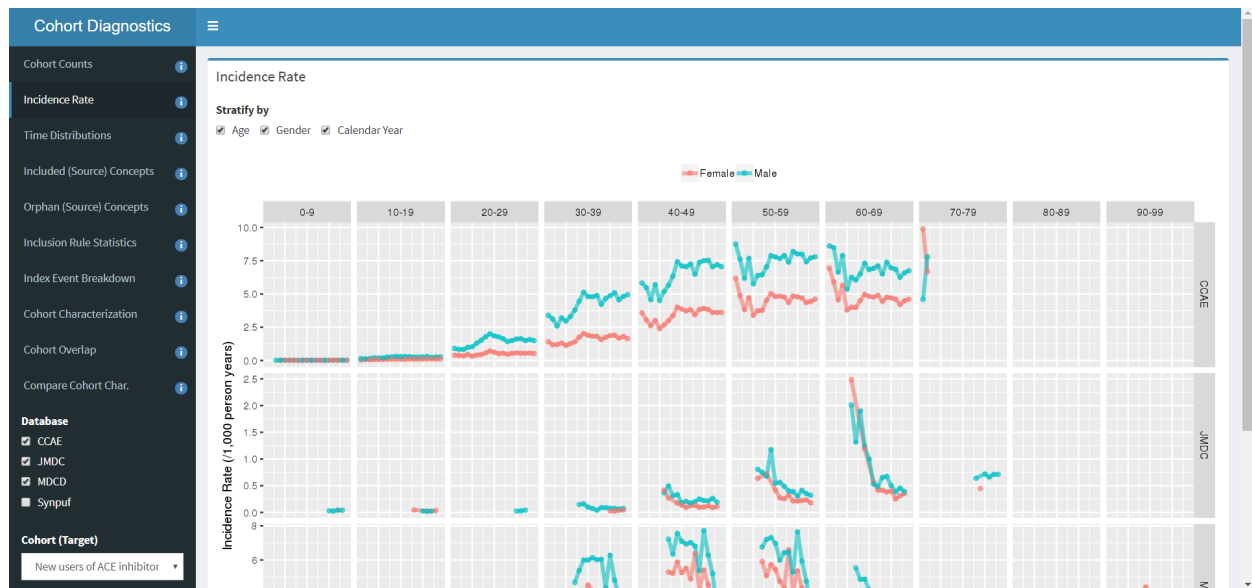 Cohort Diagnostics
Cohort Counts
Incidence Rate
Time Distributions
Included (Source) Concepts
Orphan (Source) Concepts
Inclusion Rule Statistics
Index Event Breakdown
Cohort Characterization
Cohort Overlap
Compare Cohort Char.
Database
CCAE
JMDC
MDCD
Synpuf
Cohort (Target)
New users of ACE inhibitor
Incidence Rate
Stratify by
Age Gender Calendar Year
Female Male
0-9 10-19 20-29 30-39 40-49 50-59 60-69 70-79 80-89 90-99
Incidence Rate (/1,000 person years)
10.0
7.5
5.0
2.5
0.0
CCAE
2.5
2.0
1.5
1.0
0.5
0.0
JMDC
8
6